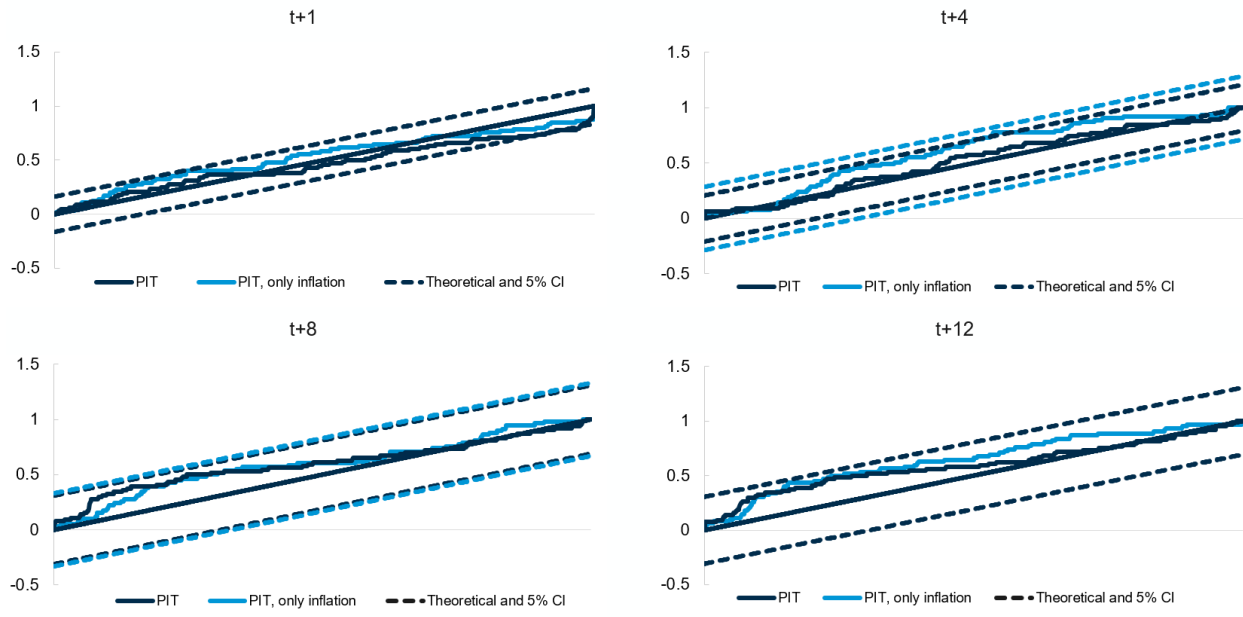 t+1
1.5
1
0.5
0
-0.5
PIT PIT, only inflation Theoretical and 5% CI
t+4
1.5
1
0.5
0
-0.5
PIT PIT, only inflation Theoretical and 5% CI
t+8
1.5
1
0.5
0
-0.5
PIT PIT, only inflation Theoretical and 5% CI
t+12
1.5
1
0.5
0
-0.5
PIT PIT, only inflation Theoretical and 5% CI